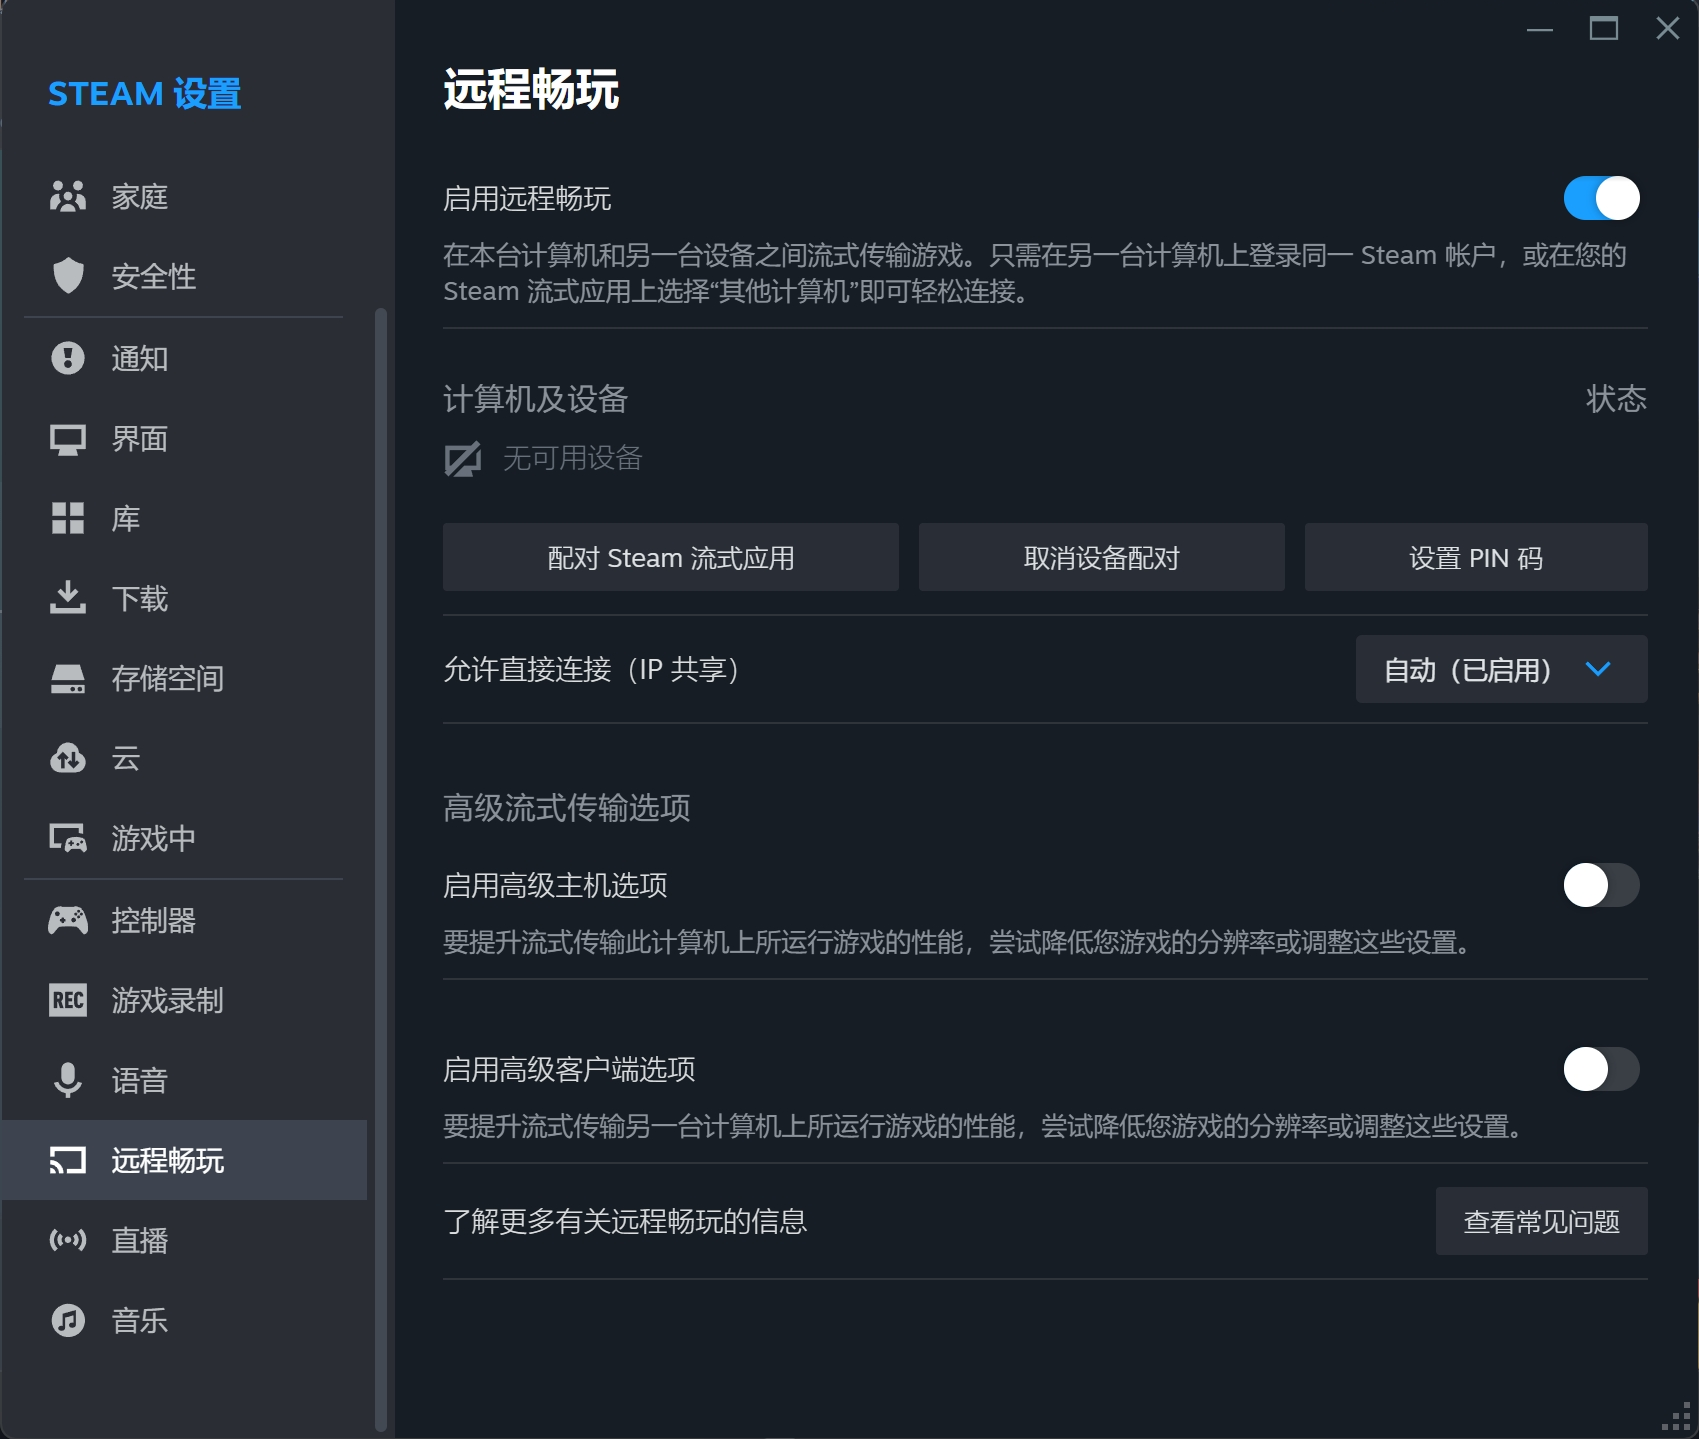 STEAM 设置
家庭
安全性
通知
界面
库
下载
存储空间
云
游戏中
控制器
REC 游戏录制
语音
远程畅玩
直播
音乐
远程畅玩
启用远程畅玩
在本台计算机和另一台设备之间流式传输游戏。只需在另一台计算机上登录同一 Steam 帐户，或在您的
Steam 流式应用上选择“其他计算机”即可轻松连接。
计算机及设备 状态
无可用设备
配对 Steam 流式应用 取消设备配对 设置 PIN 码
允许直接连接（IP 共享） 自动（已启用）
高级流式传输选项
启用高级主机选项
要提升流式传输此计算机上所运行游戏的性能，尝试降低您游戏的分辨率或调整这些设置。
启用高级客户端选项
要提升流式传输另一台计算机上所运行游戏的性能，尝试降低您游戏的分辨率或调整这些设置。
了解更多有关远程畅玩的信息 查看常见问题